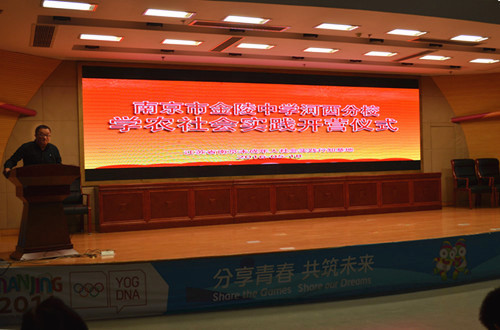 南京市金陵中学河西分校
学农社会实践开营仪式
NANJING
201
YOG
DNA
分享青春 共筑未来
Share the Games Share our Dreams